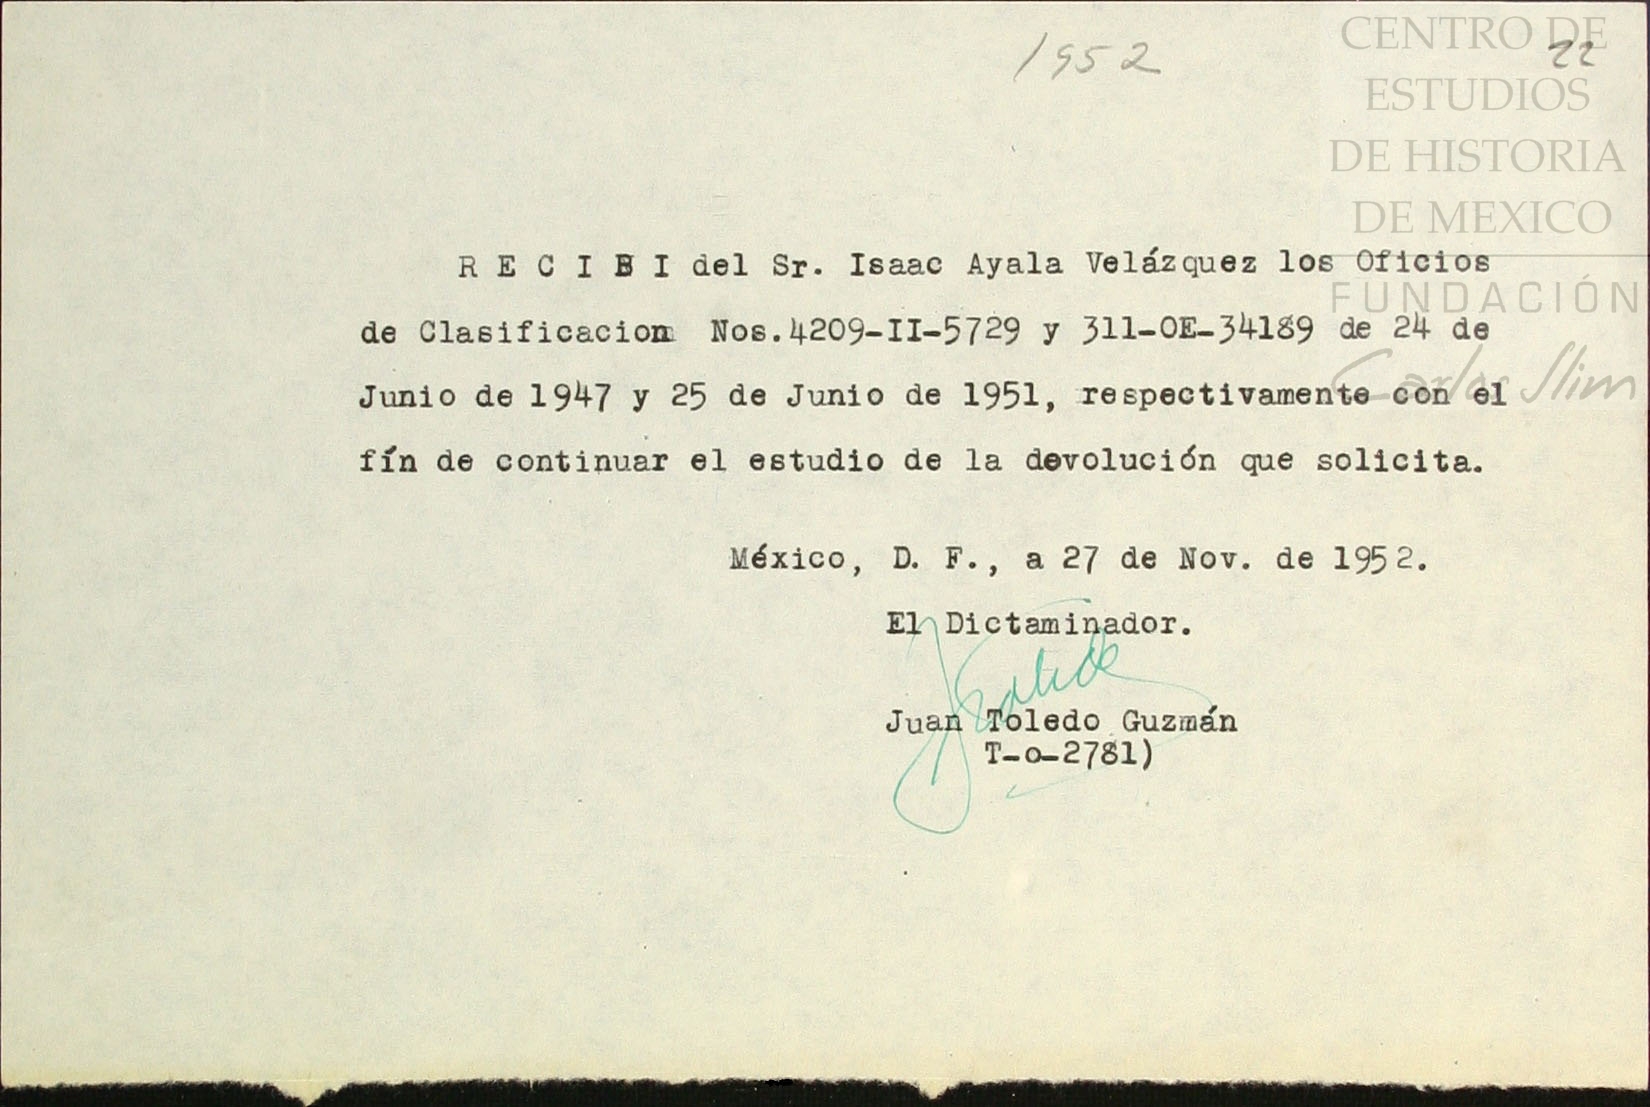 1952
22
CENTRO DE
ESTUDIOS
DE HISTORIA
DE MEXICO
FUNDACIÓN
Carlos Slim
R E C I B I del Sr. Isaac Ayala Velázquez los Oficios
de Clasificacion Nos.4209-II-5729 y 311-OE-34189 de 24 de
Junio de 1947 y 25 de Junio de 1951, respectivamente con el
fín de continuar el estudio de la devolución que solicita.
México, D. F., a 27 de Nov. de 1952.
El Dictaminador.
Juan Toledo Guzmán
T-o-2781)